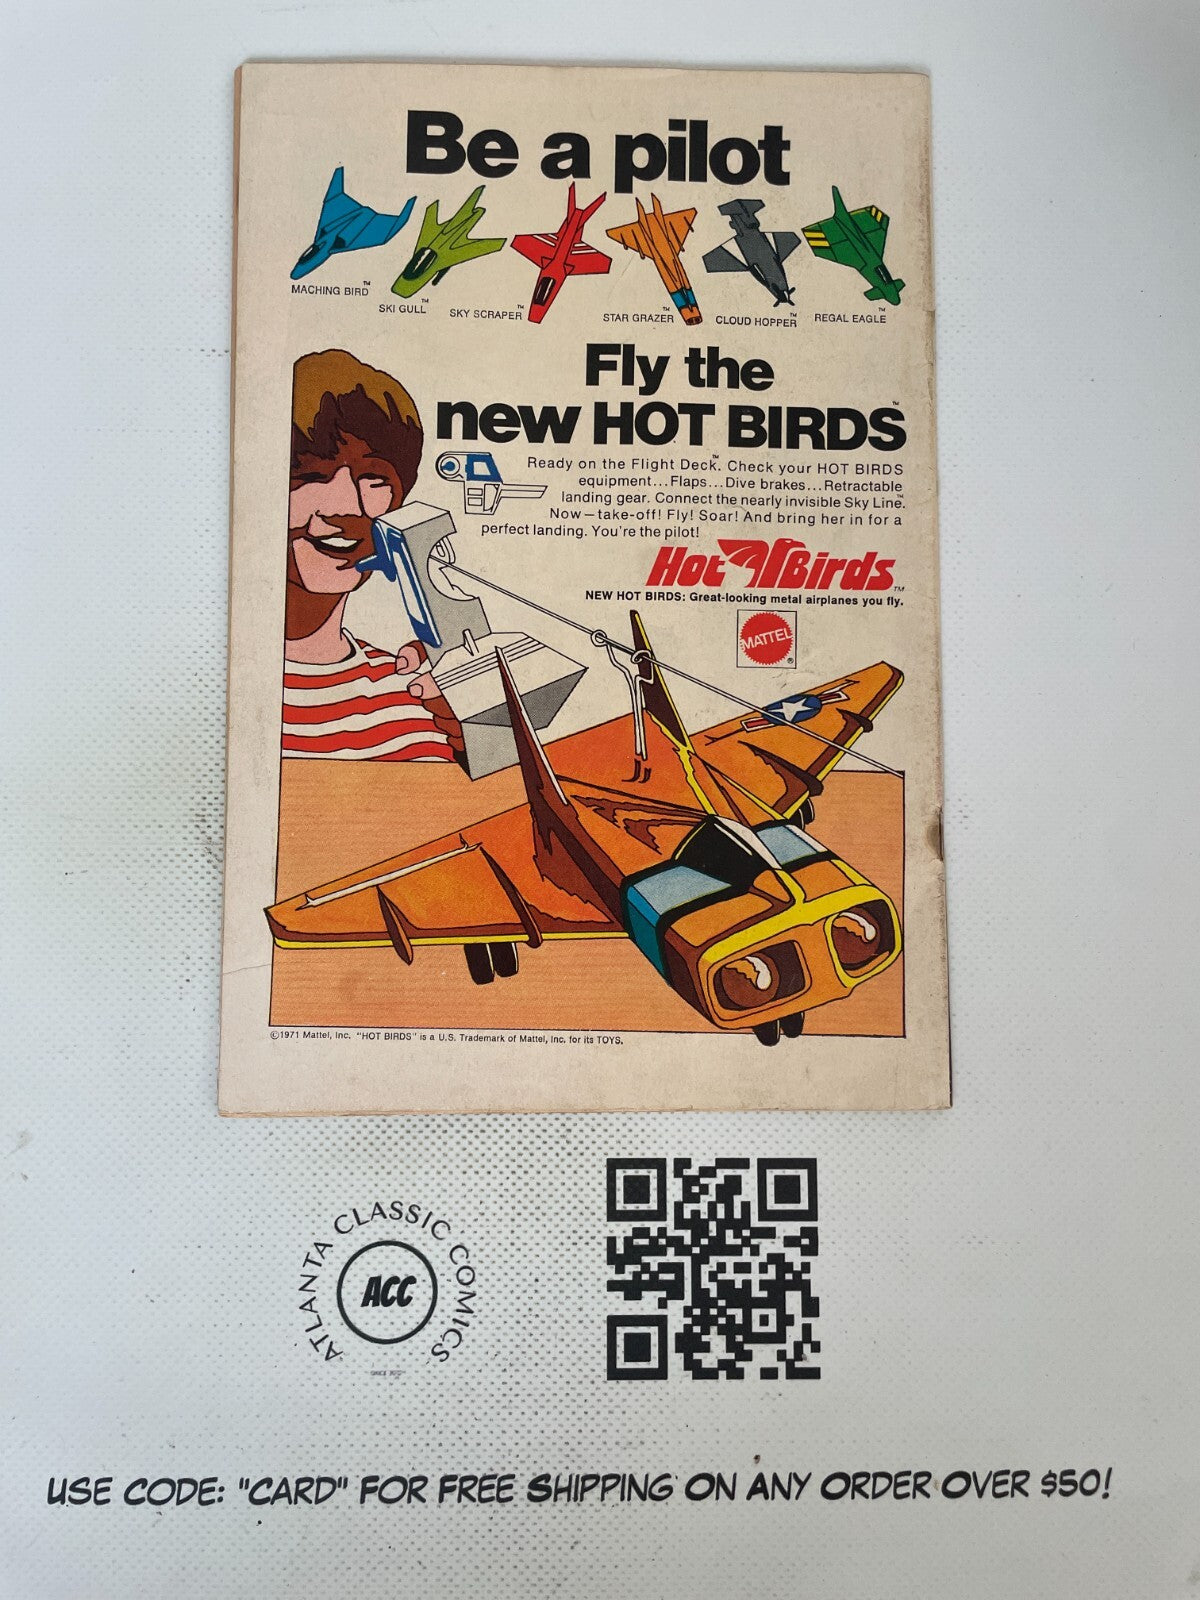 Be a pilot
MACHING BIRD™
SKI GULL™
SKY SCRAPER™
STAR GRAZER™
CLOUD HOPPER™
REGAL EAGLE™
Fly the
new HOT BIRDS™
Ready on the Flight Deck™. Check your HOT BIRDS
equipment...Flaps...Dive brakes...Retractable
landing gear. Connect the nearly invisible Sky Line™.
Now—take-off! Fly! Soar! And bring her in for a
perfect landing. You're the pilot!
Hot Birds™
NEW HOT BIRDS: Great-looking metal airplanes you fly.
MATTEL®
©1971 Mattel, Inc. "HOT BIRDS" is a U.S. Trademark of Mattel, Inc. for its TOYS.
ATLANTA CLASSIC COMICS
ACC
USE CODE: "CARD" FOR FREE SHIPPING ON ANY ORDER OVER $50!